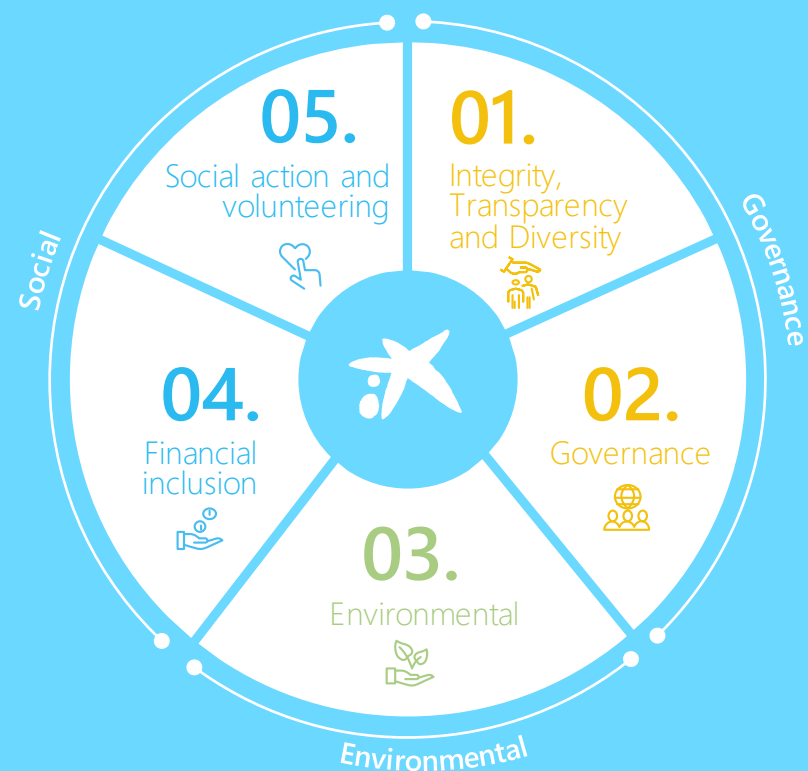 01.
Integrity,
Transparency
and Diversity
02.
Governance
03.
Environmental
04.
Financial
inclusion
05.
Social action and
volunteering
Governance
Environmental
Social